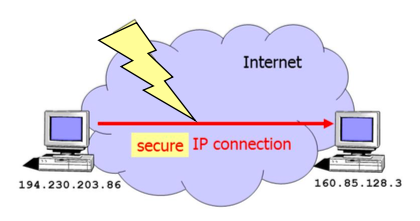 Internet
secure IP connection
194.230.203.86
160.85.128.3